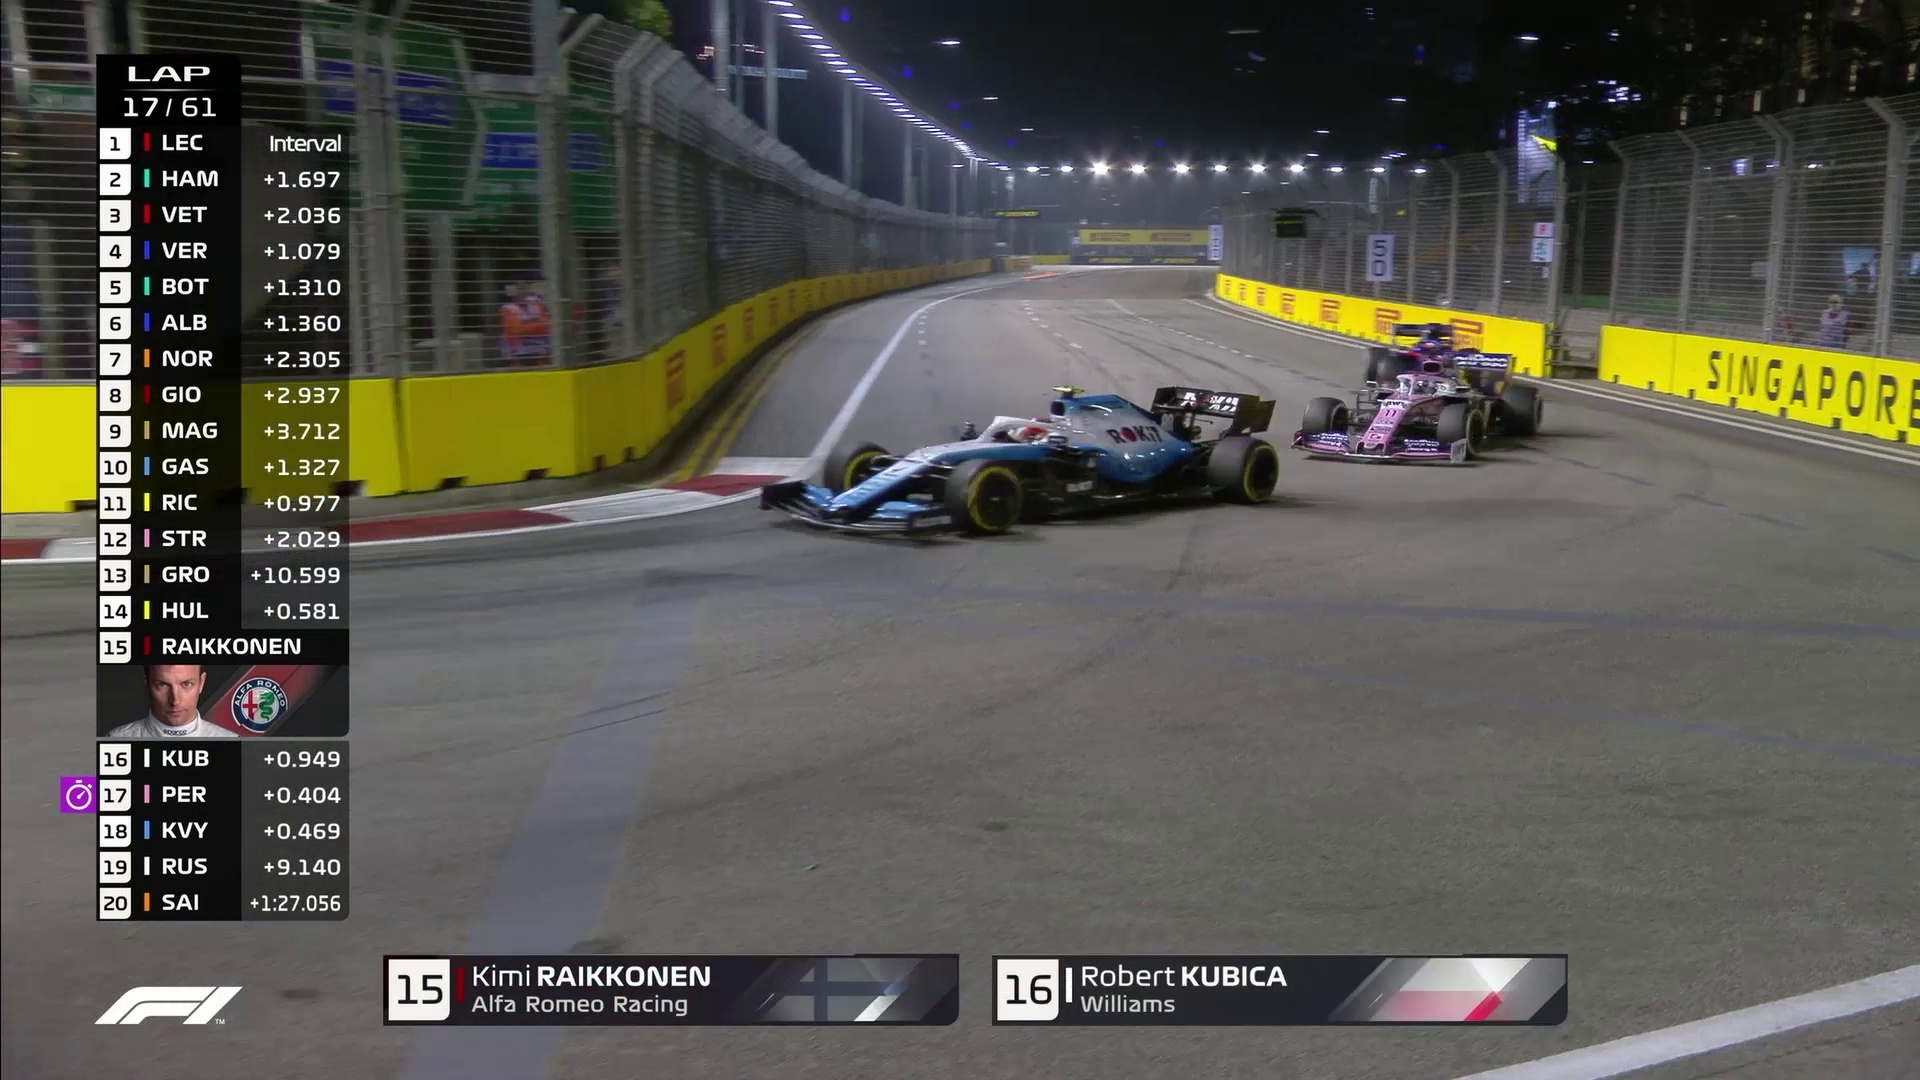 LAP
17/61
1 LEC Interval
2 HAM +1.697
3 VET +2.036
4 VER +1.079
5 BOT +1.310
6 ALB +1.360
7 NOR +2.305
8 GIO +2.937
9 MAG +3.712
10 GAS +1.327
11 RIC +0.977
12 STR +2.029
13 GRO +10.599
14 HUL +0.581
15 RAIKKONEN
ALFA ROMEO
16 KUB +0.949
17 PER +0.404
18 KVY +0.469
19 RUS +9.140
20 SAI +1:27.056
50
SINGAPORE
ROKiT
11
15 Kimi RAIKKONEN
Alfa Romeo Racing
16 Robert KUBICA
Williams
F1